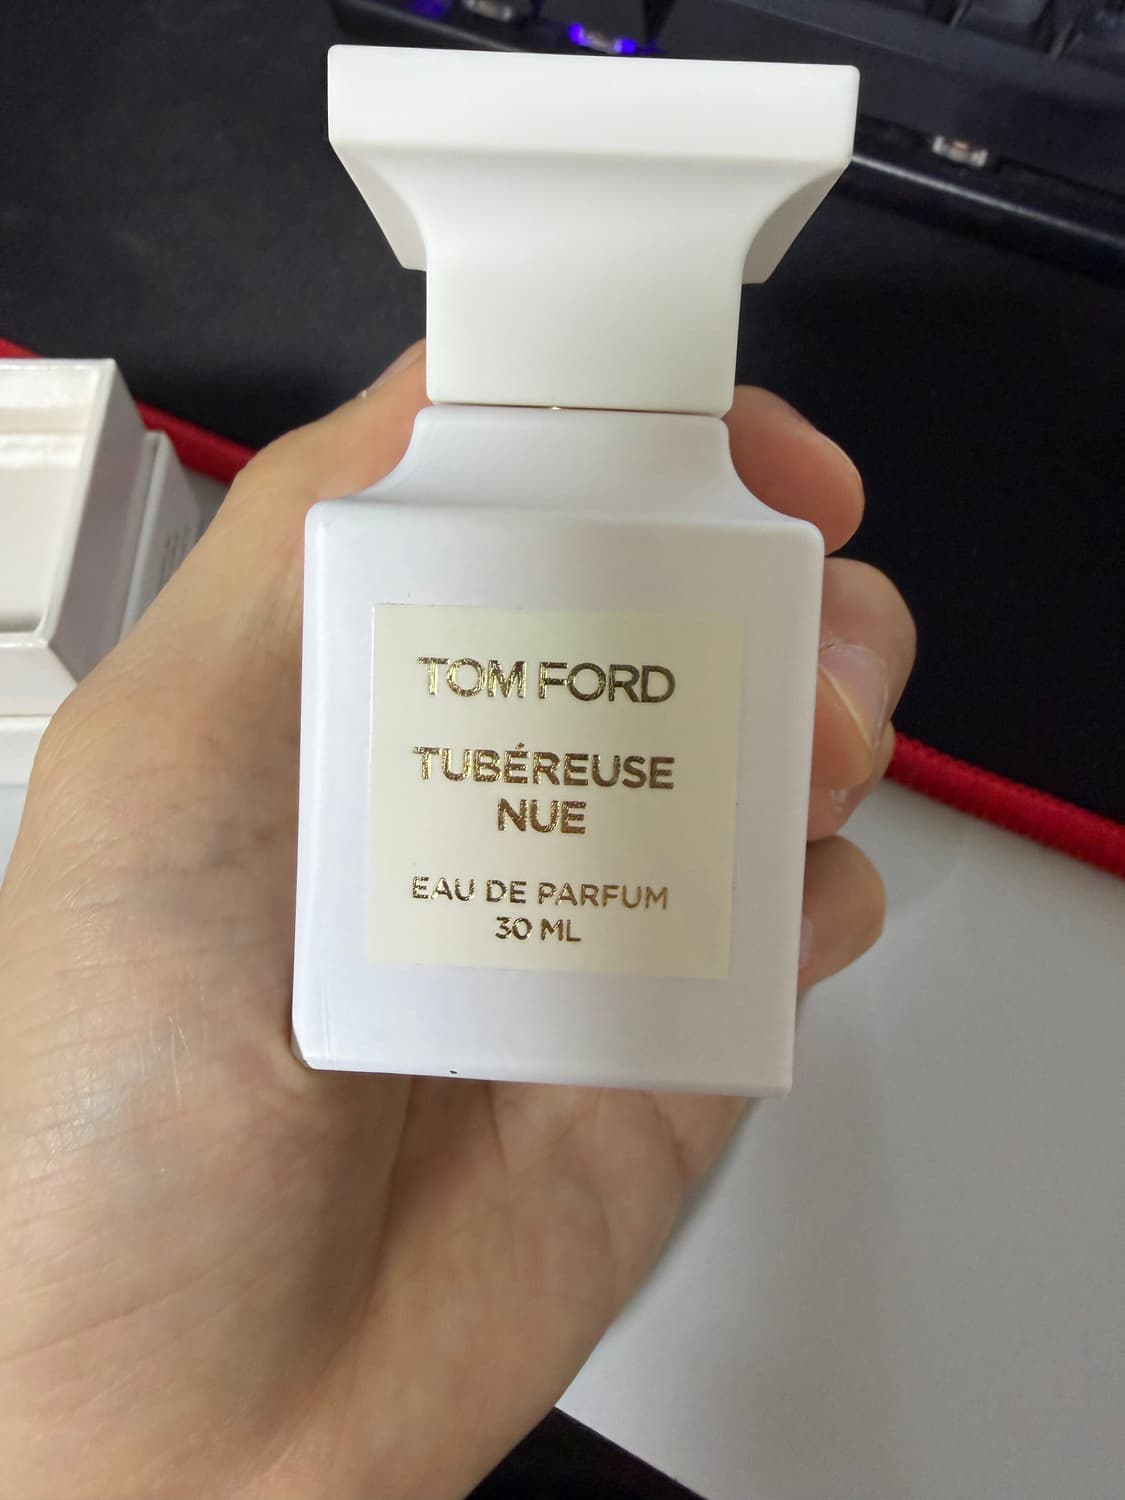 TOM FORD
TUBÉREUSE
NUE
EAU DE PARFUM
30 ML